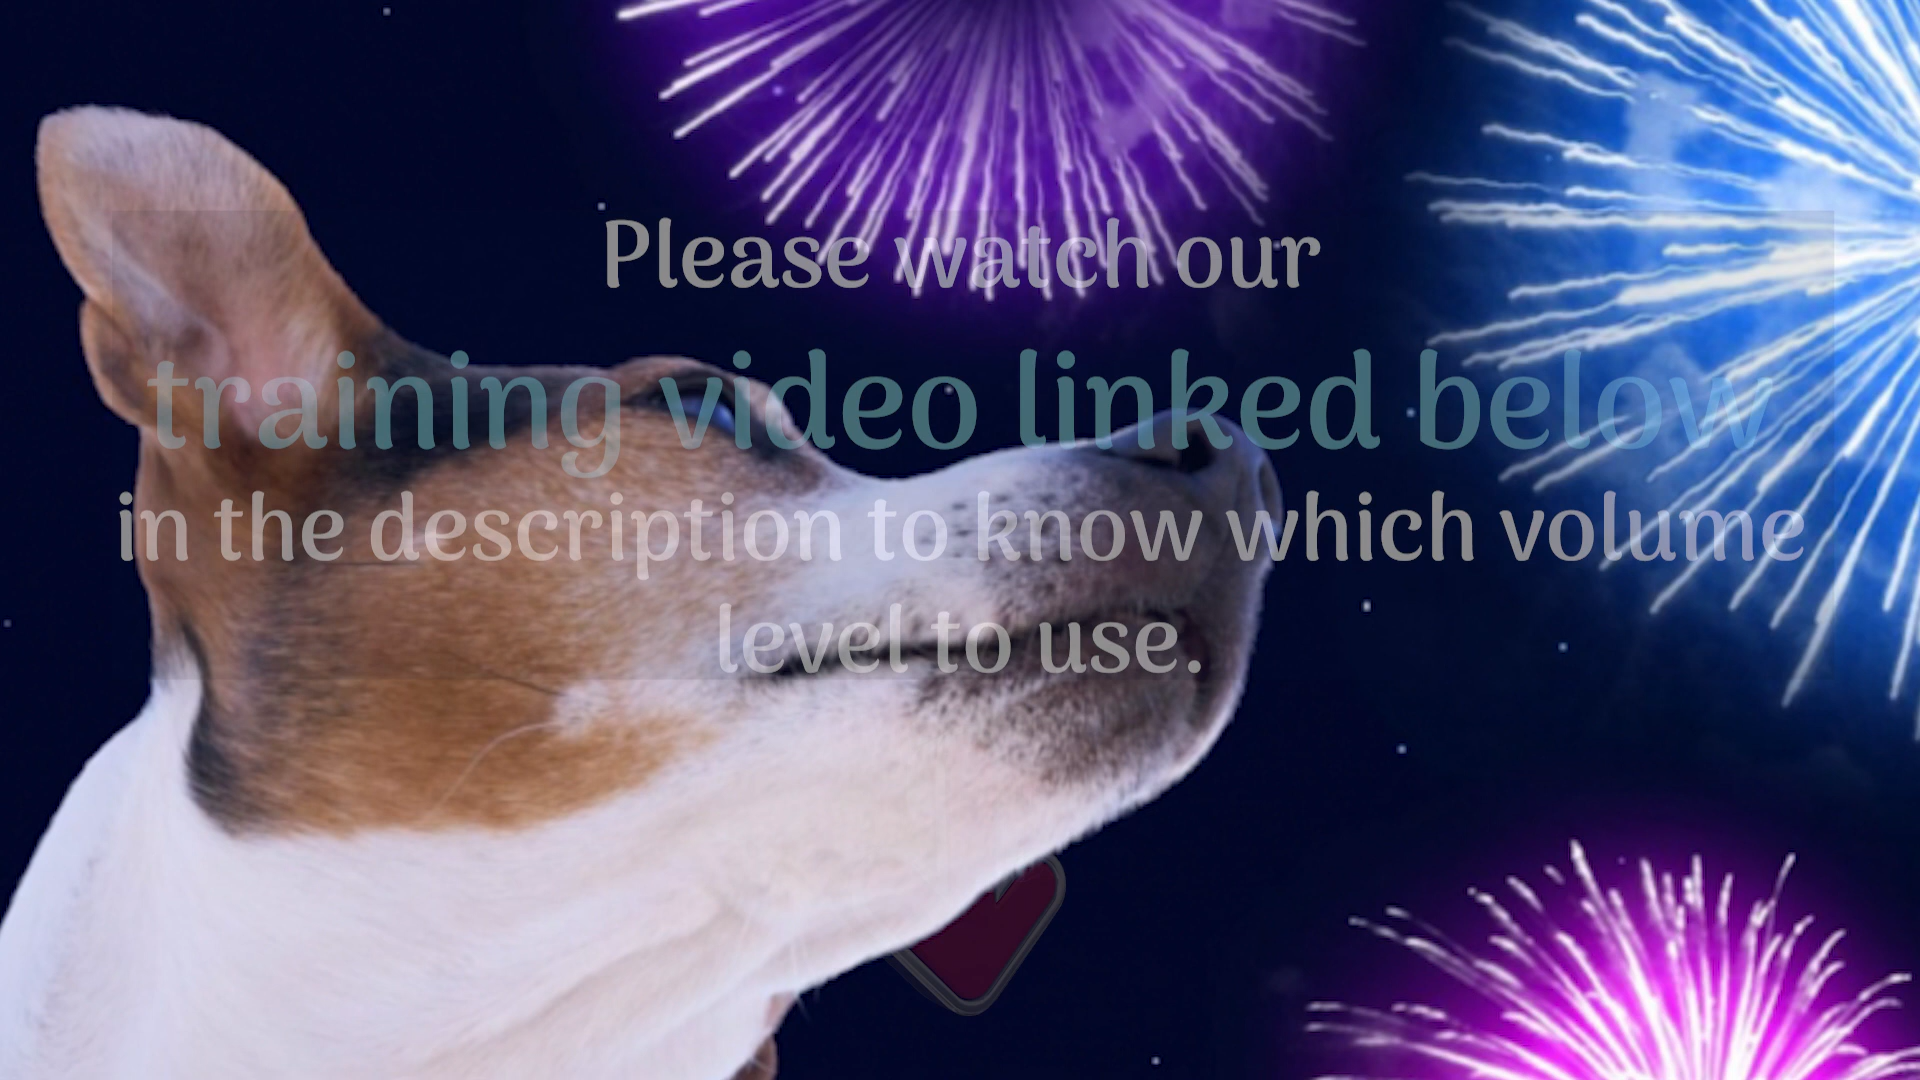 Please watch our
training video linked below
in the description to know which volume
level to use.